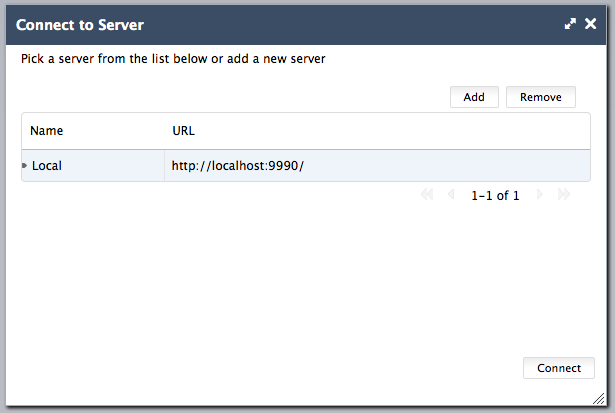 Connect to Server
Pick a server from the list below or add a new server
Add Remove
Name URL
Local http://localhost:9990/
1-1 of 1
Connect